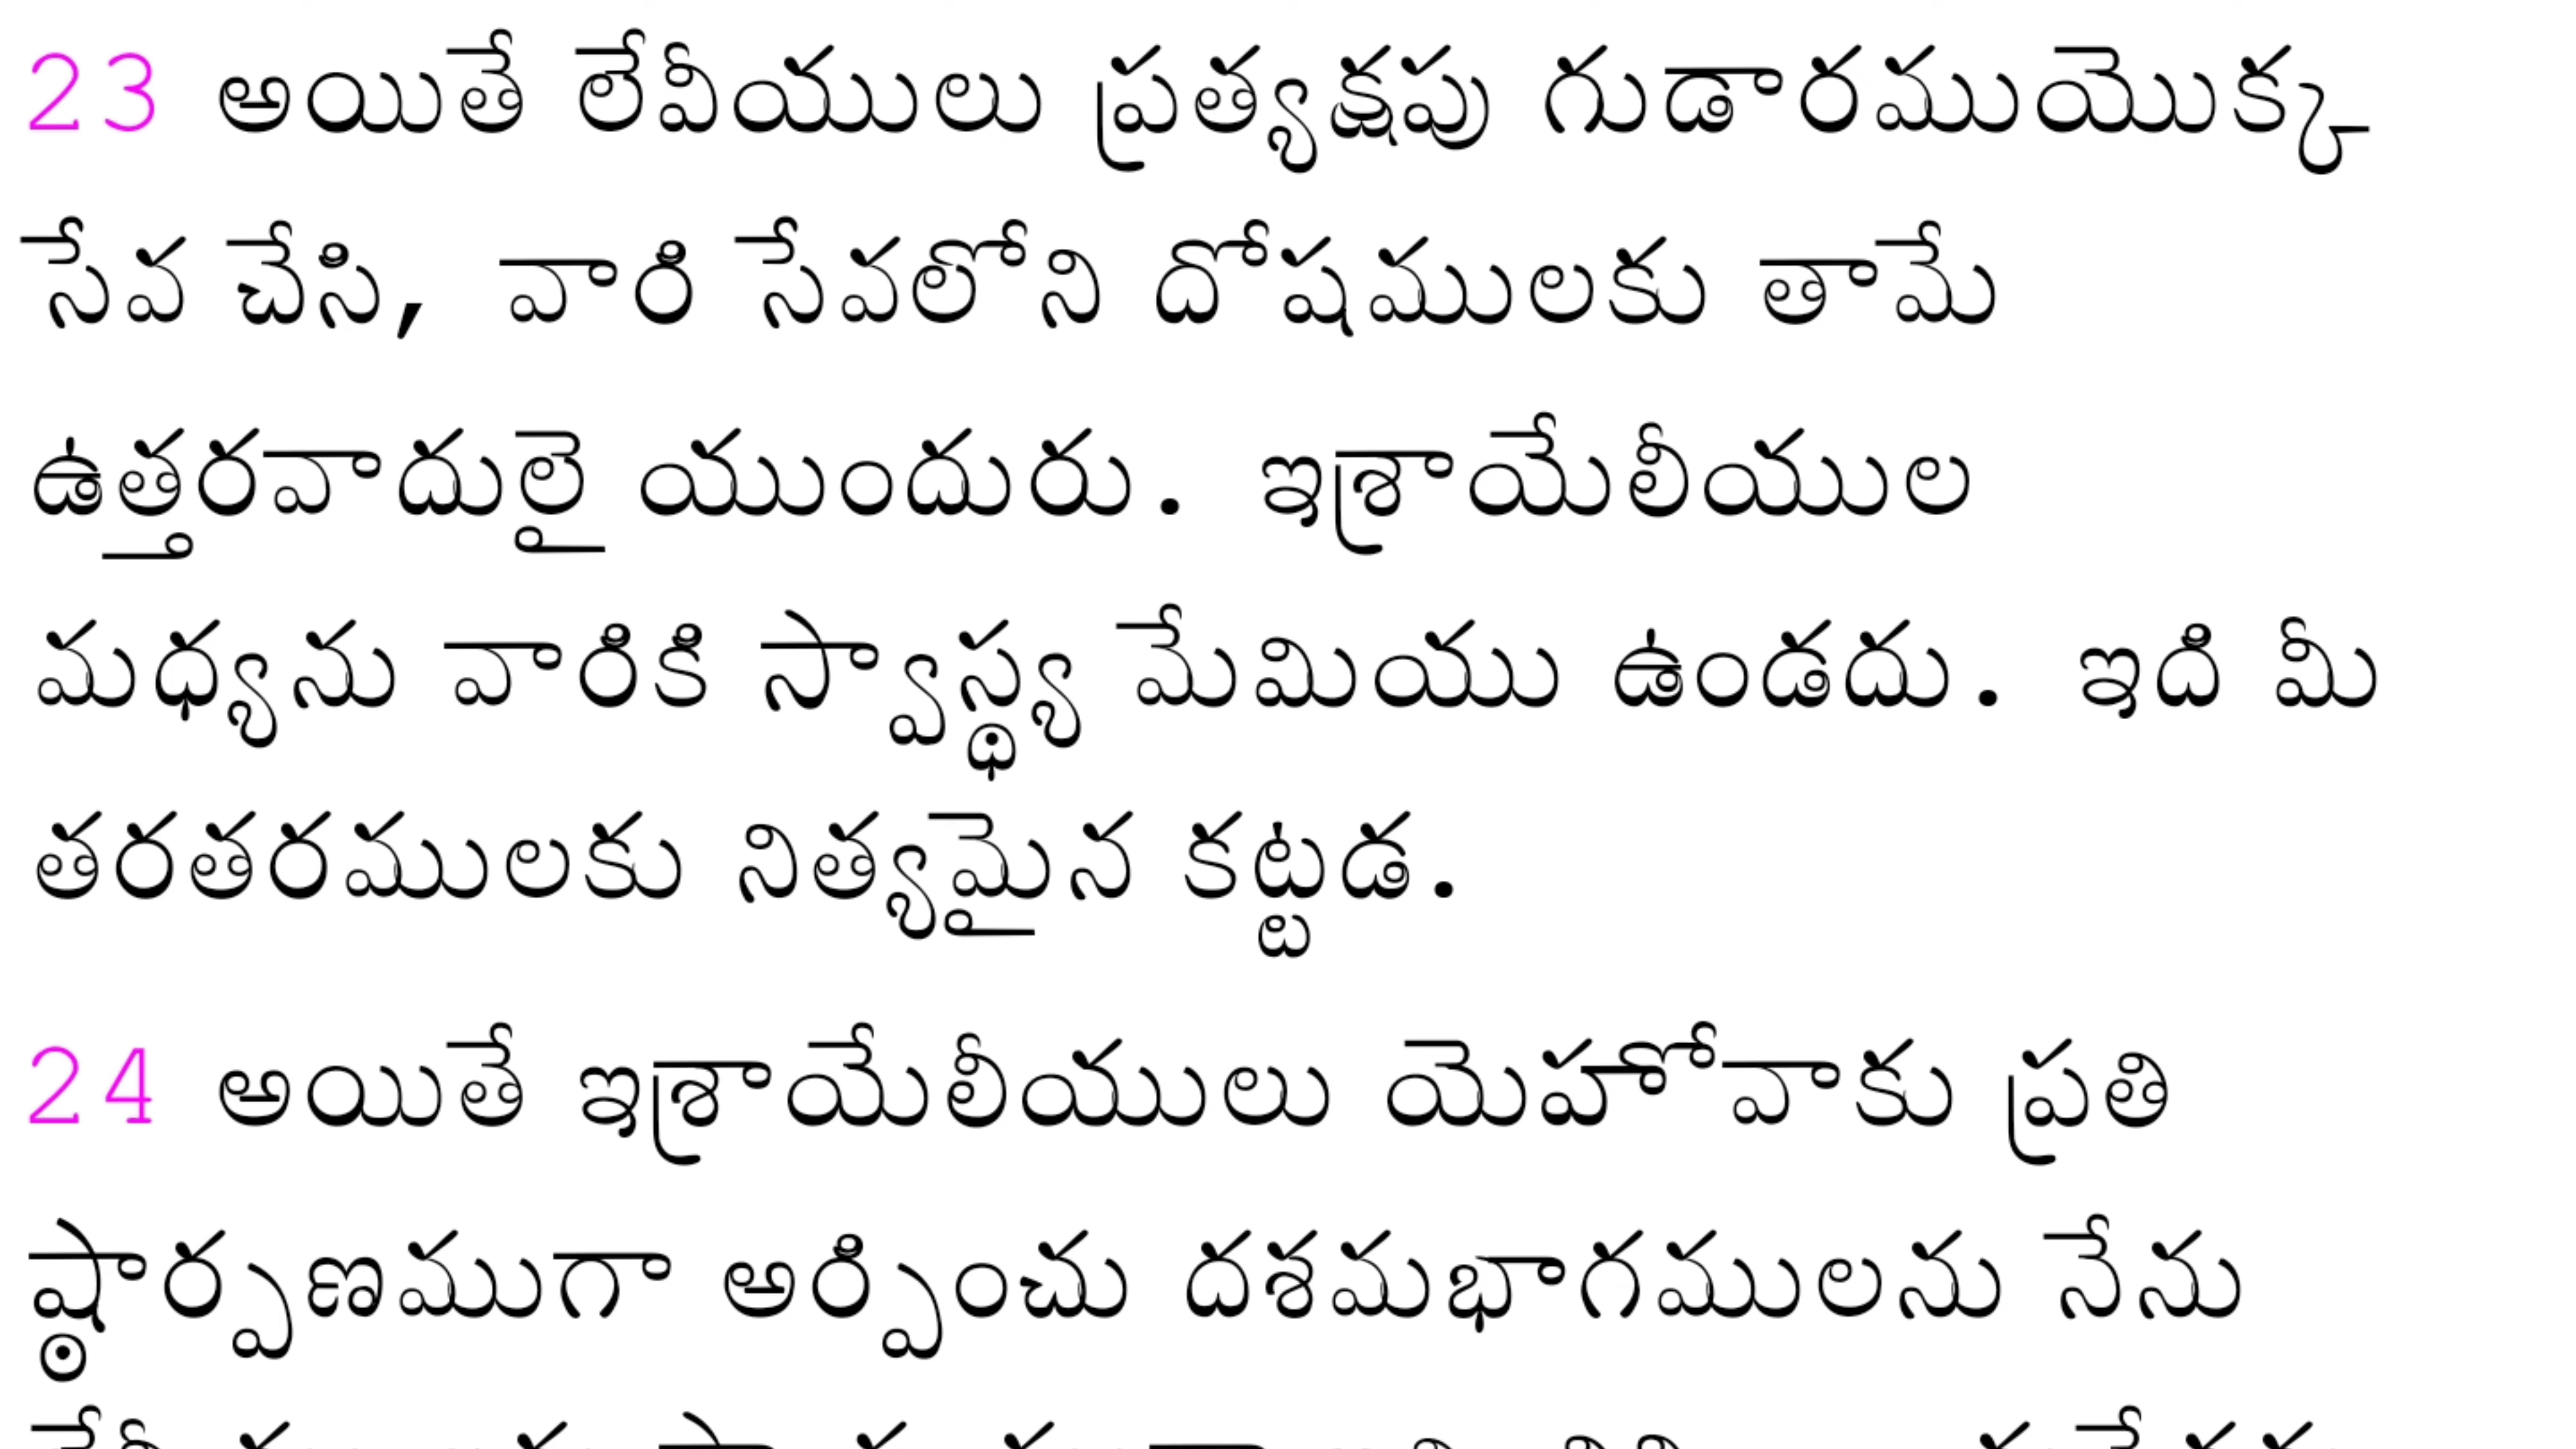 23 అయితే లేవీయులు ప్రత్యక్షపు గుడారముయొక్క
సేవ చేసి, వారి సేవలోని దోషములకు తామే
ఉత్తరవాదులై యుందురు. ఇశ్రాయేలీయుల
మధ్యను వారికి స్వాస్థ్య మేమియు ఉండదు. ఇది మీ
తరతరములకు నిత్యమైన కట్టడ.
24 అయితే ఇశ్రాయేలీయులు యెహోవాకు ప్రతి
ష్ఠార్పణముగా అర్పించు దశమభాగములను నేను